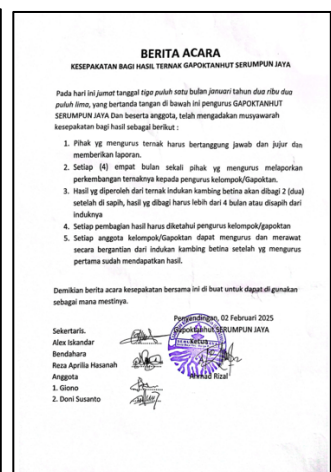 BERITA ACARA
KESEPAKATAN BAGI HASIL TERNAK GAPOKTANHUT SERUMPUN JAYA
Pada hari ini jumat tanggal tiga puluh satu bulan januari tahun dua ribu dua
puluh lima, yang bertanda tangan di bawah ini pengurus GAPOKTANHUT
SERUMPUN JAYA Dan beserta anggota, telah mengadakan musyawarah
kesepakatan bagi hasil sebagai berikut :
1. Pihak yg mengurus ternak harus bertanggung jawab dan jujur dan
memberikan laporan.
2. Setiap (4) empat bulan sekali pihak yg mengurus melaporkan
perkembangan ternaknya kepada pengurus kelompok/Gapoktan.
3. Hasil yg diperoleh dari ternak indukan kambing betina akan dibagi 2 (dua)
setelah di sapih, hasil yg dibagi harus lebih dari 4 bulan atau disapih dari
induknya
4. Setiap pembagian hasil harus diketahui pengurus kelompok/gapoktan
5. Setiap anggota kelompok/Gapoktan dapat mengurus dan merawat
secara bergantian dari indukan kambing betina setelah yg mengurus
pertama sudah mendapatkan hasil.
Demikian berita acara kesepakatan bersama ini di buat untuk dapat di gunakan
sebagai mana mestinya.
Penyandingan, 02 Februari 2025
Sekertaris.
Gapoktanhut SERUMPUN JAYA
Alex Iskandar
Ketua
Bendahara
Reza Aprilia Hasanah
Anggota
Akhmad Rizal
1. Giono
2. Doni Susanto